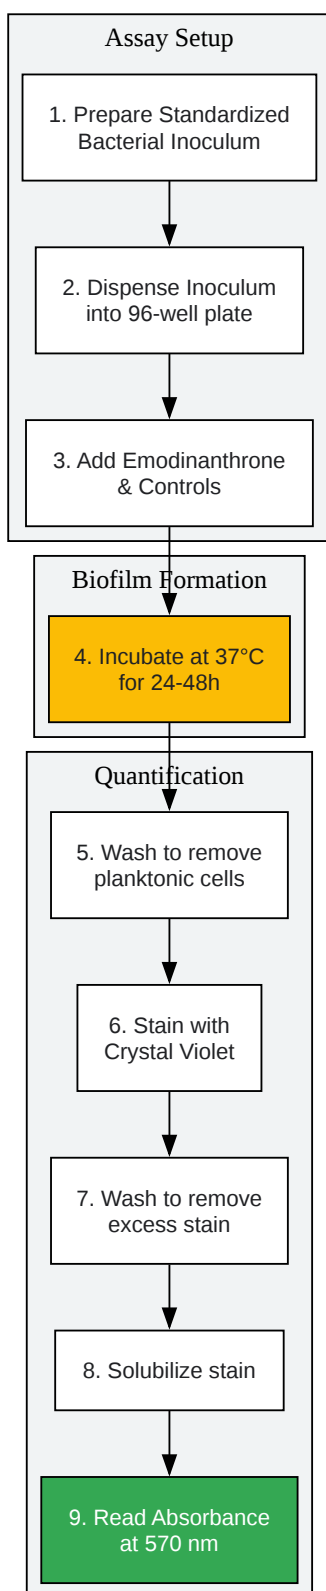 Assay Setup
1. Prepare Standardized
Bacterial Inoculum
2. Dispense Inoculum
into 96-well plate
3. Add Emodinanthrone
& Controls
Biofilm Formation
4. Incubate at 37°C
for 24-48h
Quantification
5. Wash to remove
planktonic cells
6. Stain with
Crystal Violet
7. Wash to remove
excess stain
8. Solubilize stain
9. Read Absorbance
at 570 nm